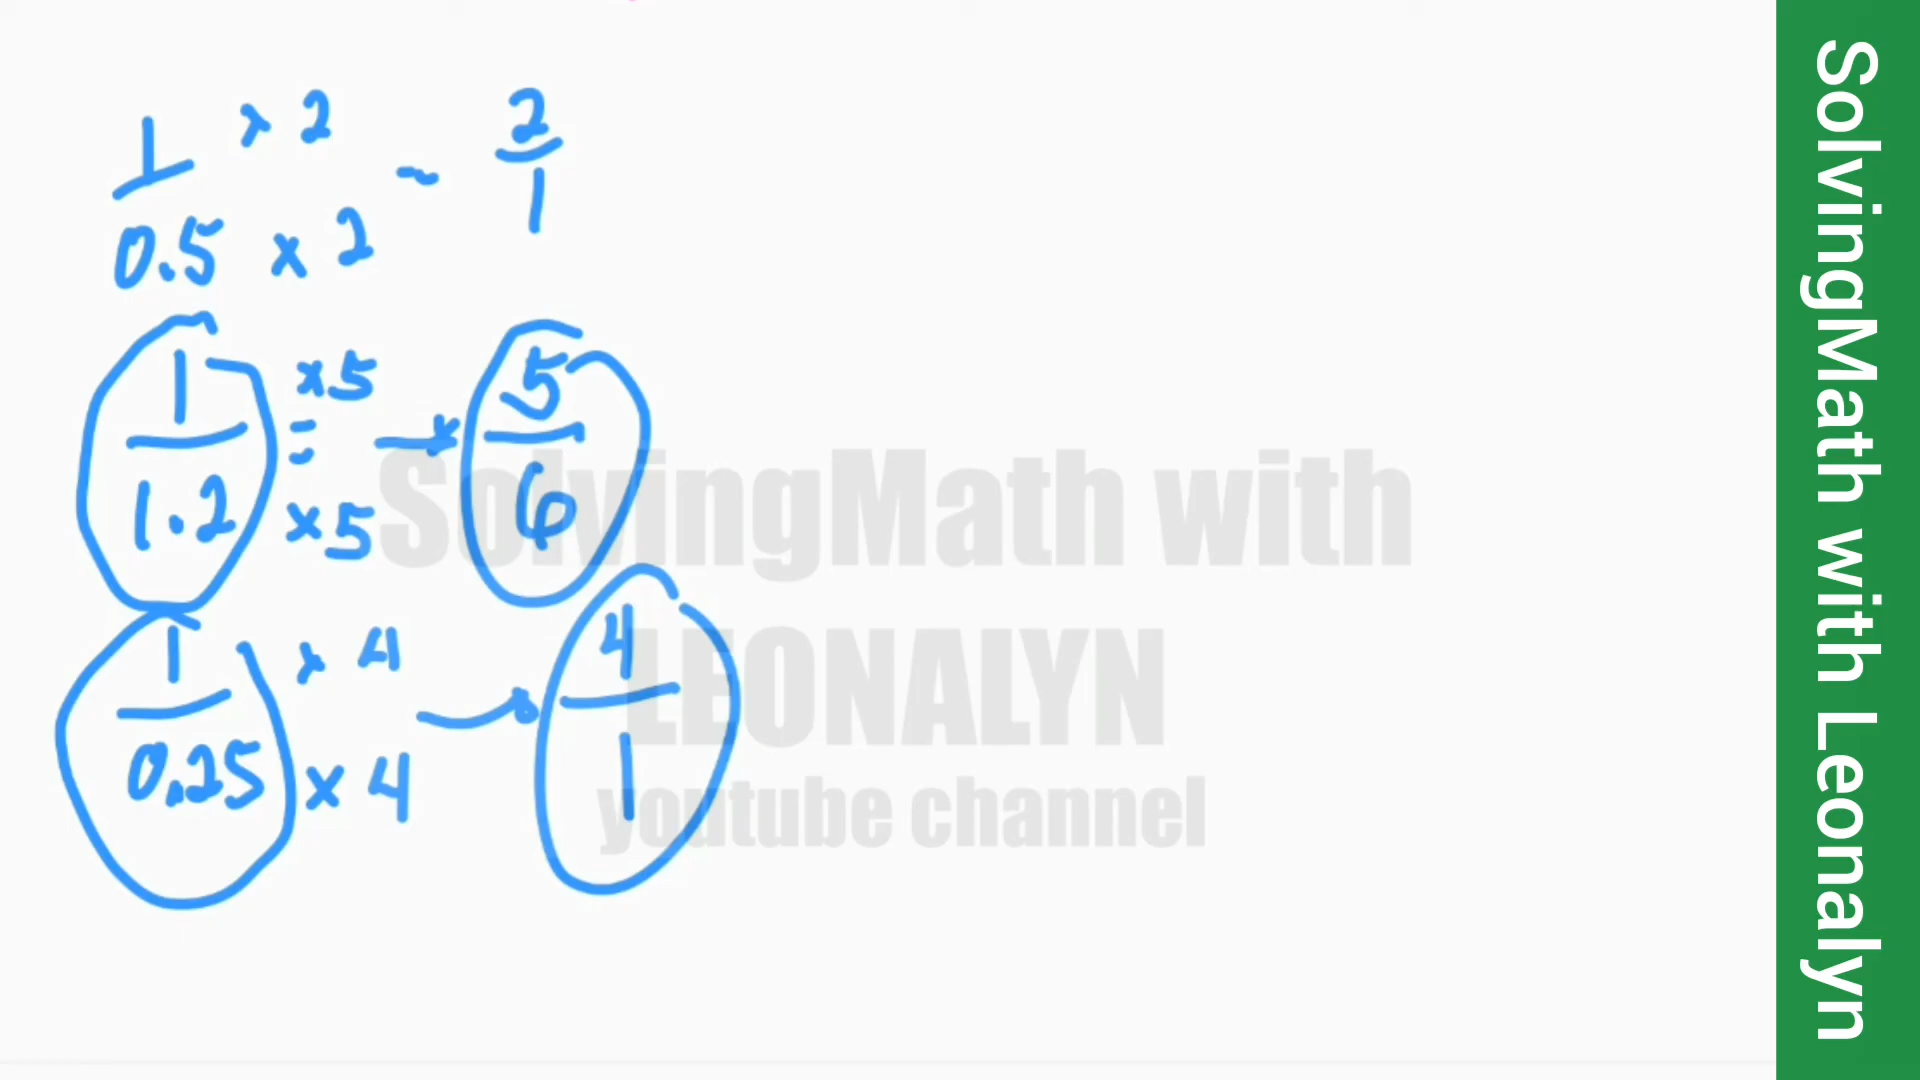 1 × 2 - 2
0.5 × 2 1
1 ×5 = → 5
1.2 ×5 6
1 × 4 → 4
0.25 × 4 1
SolvingMath with
LEONALYN
youtube channel
SolvingMath with Leonalyn